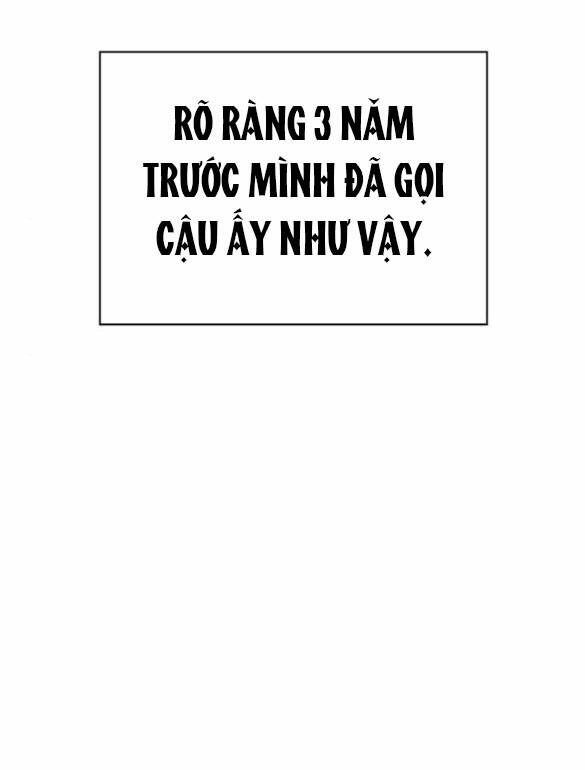 RÕ RÀNG 3 NĂM
TRƯỚC MÌNH ĐÃ GỌI
CẬU ẤY NHƯ VẬY.